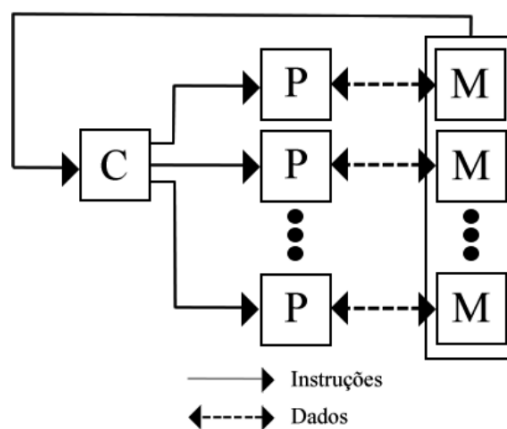 P M
C P M
P M
Instruções
Dados